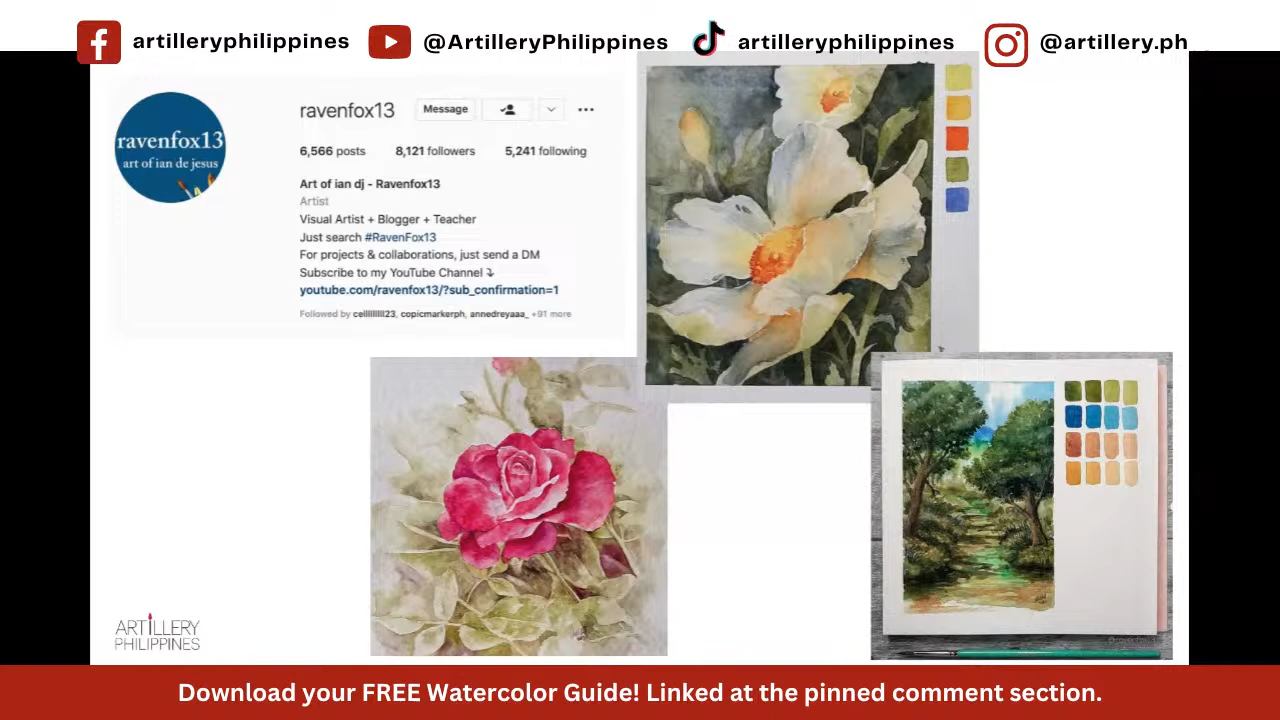 artilleryphilippines
@ArtilleryPhilippines
artilleryphilippines
@artillery.ph
ravenfox13
art of ian de jesus
ravenfox13 Message
6,566 posts 8,121 followers 5,241 following
Art of ian dj - Ravenfox13
Artist
Visual Artist + Blogger + Teacher
Just search #RavenFox13
For projects & collaborations, just send a DM
Subscribe to my YouTube Channel ⤵
youtube.com/ravenfox13/?sub_confirmation=1
annedreyaaa_ +91 more
ARTILLERY
PHILIPPINES
Download your FREE Watercolor Guide! Linked at the pinned comment section.